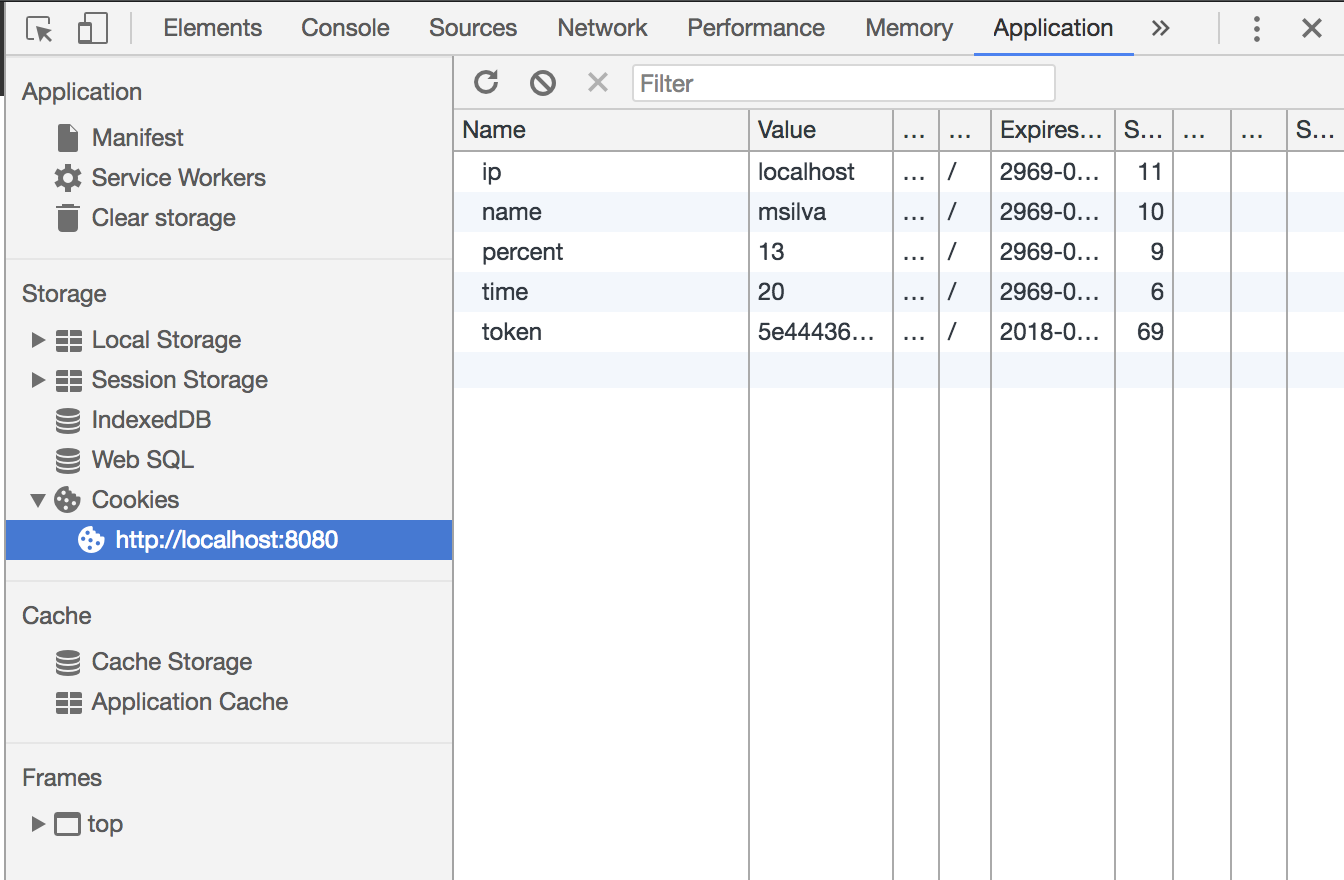 Elements Console Sources Network Performance Memory Application »
Application
Manifest
Service Workers
Clear storage
Storage
Local Storage
Session Storage
IndexedDB
Web SQL
Cookies
http://localhost:8080
Cache
Cache Storage
Application Cache
Frames
top
Filter
Name Value ... ... Expires... S... ... ... S...
ip localhost ... / 2969-0... 11
name msilva ... / 2969-0... 10
percent 13 ... / 2969-0... 9
time 20 ... / 2969-0... 6
token 5e44436... ... / 2018-0... 69